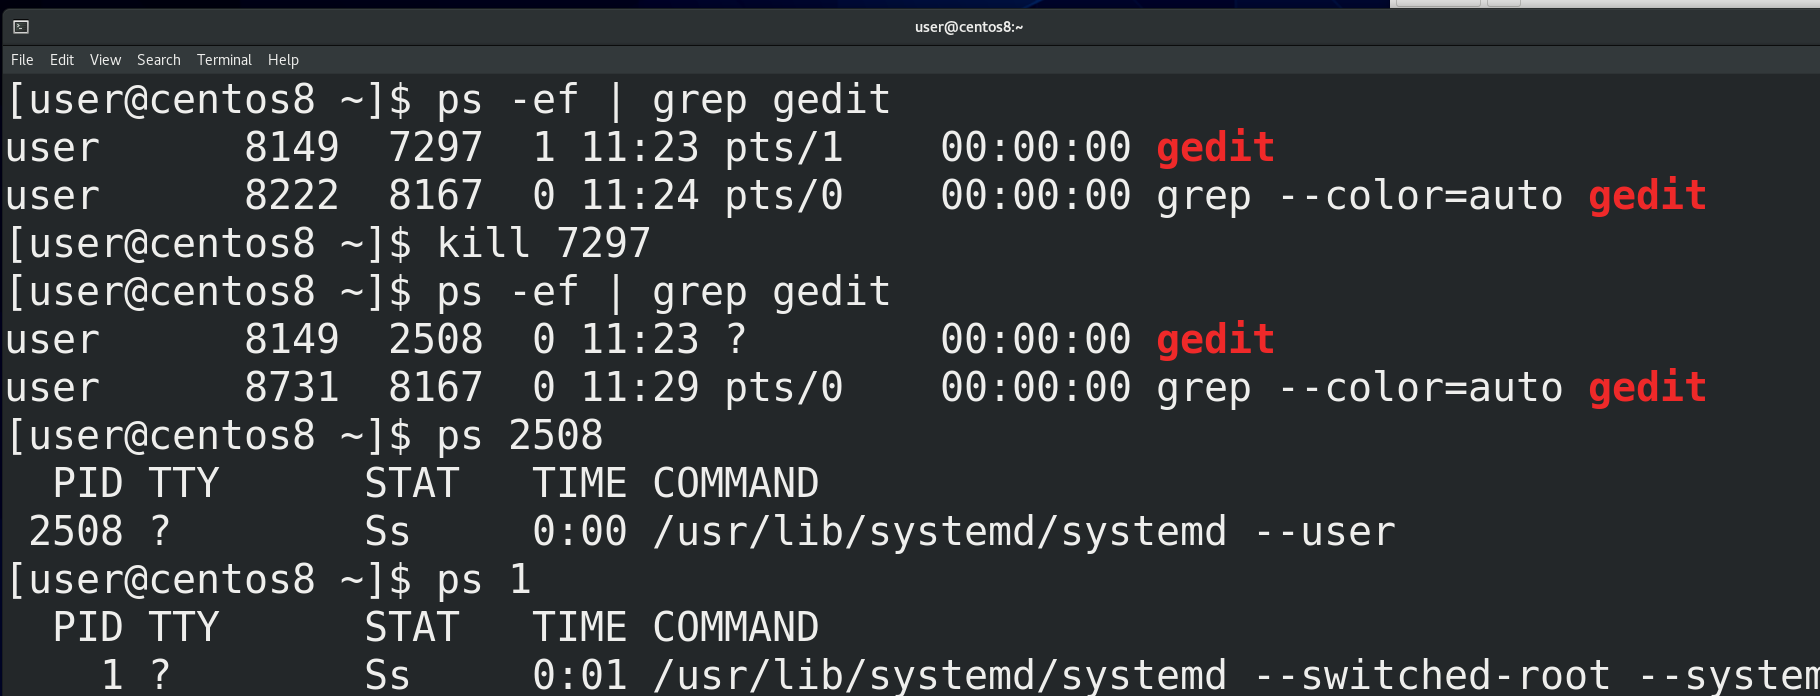 user@centos8:~
File Edit View Search Terminal Help
[user@centos8 ~]$ ps -ef | grep gedit
user      8149  7297  1 11:23 pts/1    00:00:00 gedit
user      8222  8167  0 11:24 pts/0    00:00:00 grep --color=auto gedit
[user@centos8 ~]$ kill 7297
[user@centos8 ~]$ ps -ef | grep gedit
user      8149  2508  0 11:23 ?        00:00:00 gedit
user      8731  8167  0 11:29 pts/0    00:00:00 grep --color=auto gedit
[user@centos8 ~]$ ps 2508
  PID TTY      STAT   TIME COMMAND
 2508 ?        Ss     0:00 /usr/lib/systemd/systemd --user
[user@centos8 ~]$ ps 1
  PID TTY      STAT   TIME COMMAND
    1 ?        Ss     0:01 /usr/lib/systemd/systemd --switched-root --system